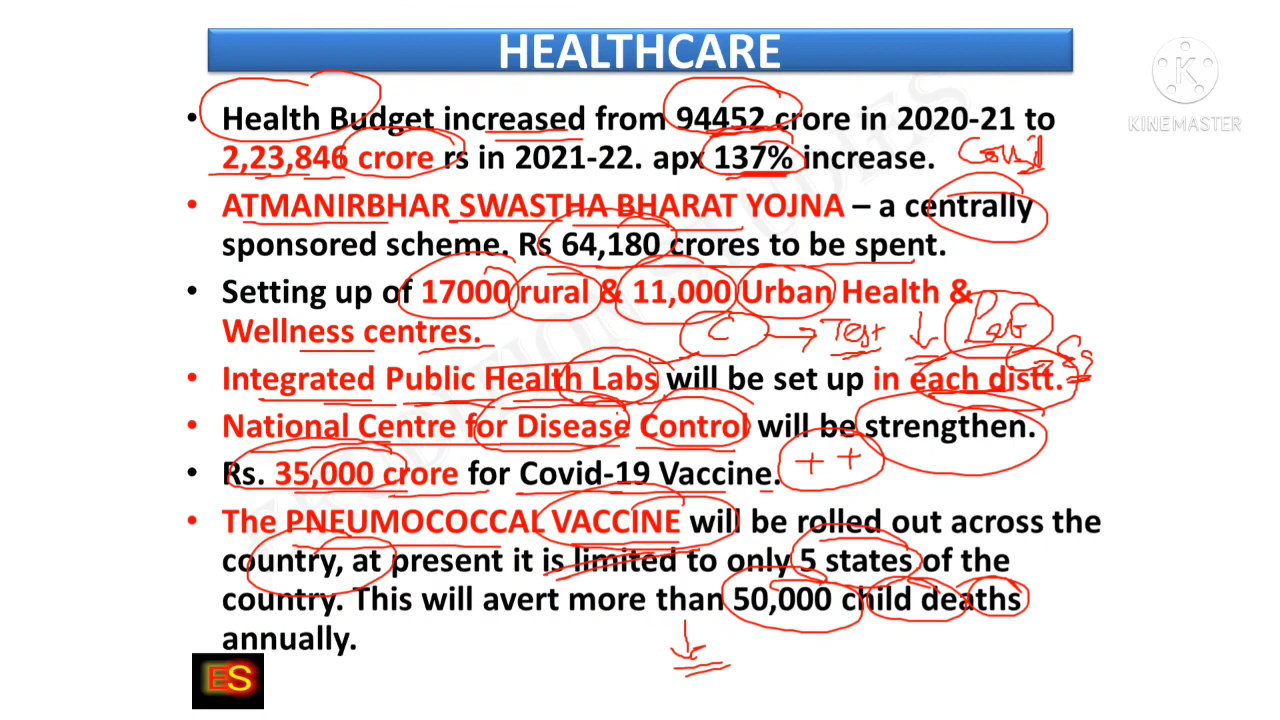 HEALTHCARE
K
KINEMASTER
• Health Budget increased from 94452 crore in 2020-21 to
2,23,846 crore rs in 2021-22. apx 137% increase. Covid
• ATMANIRBHAR SWASTHA BHARAT YOJNA – a centrally
sponsored scheme. Rs 64,180 crores to be spent.
• Setting up of 17000 rural & 11,000 Urban Health &
Wellness centres. C → Test ↓ Lab
• Integrated Public Health Labs will be set up in each distt.
• National Centre for Disease Control will be strengthen.
• Rs. 35,000 crore for Covid-19 Vaccine. + +
• The PNEUMOCOCCAL VACCINE will be rolled out across the
country, at present it is limited to only 5 states of the
country. This will avert more than 50,000 child deaths
annually.
ES